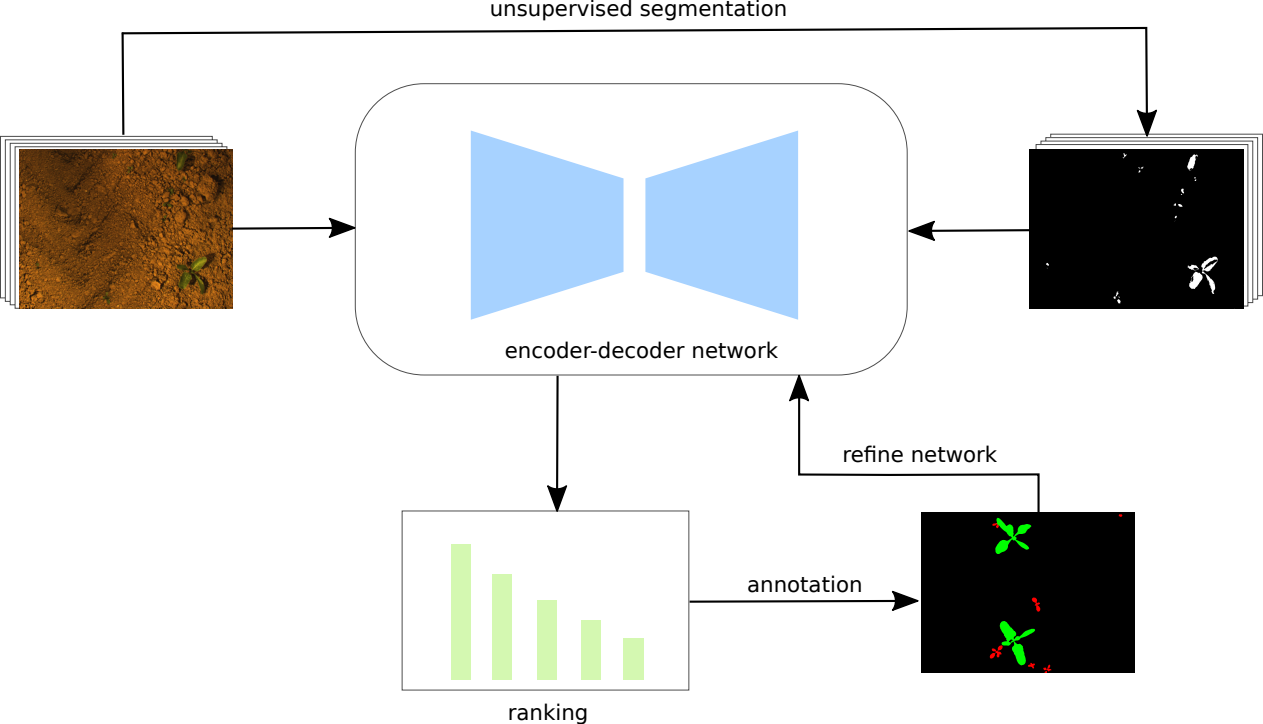 unsupervised segmentation
encoder-decoder network
refine network
annotation
ranking